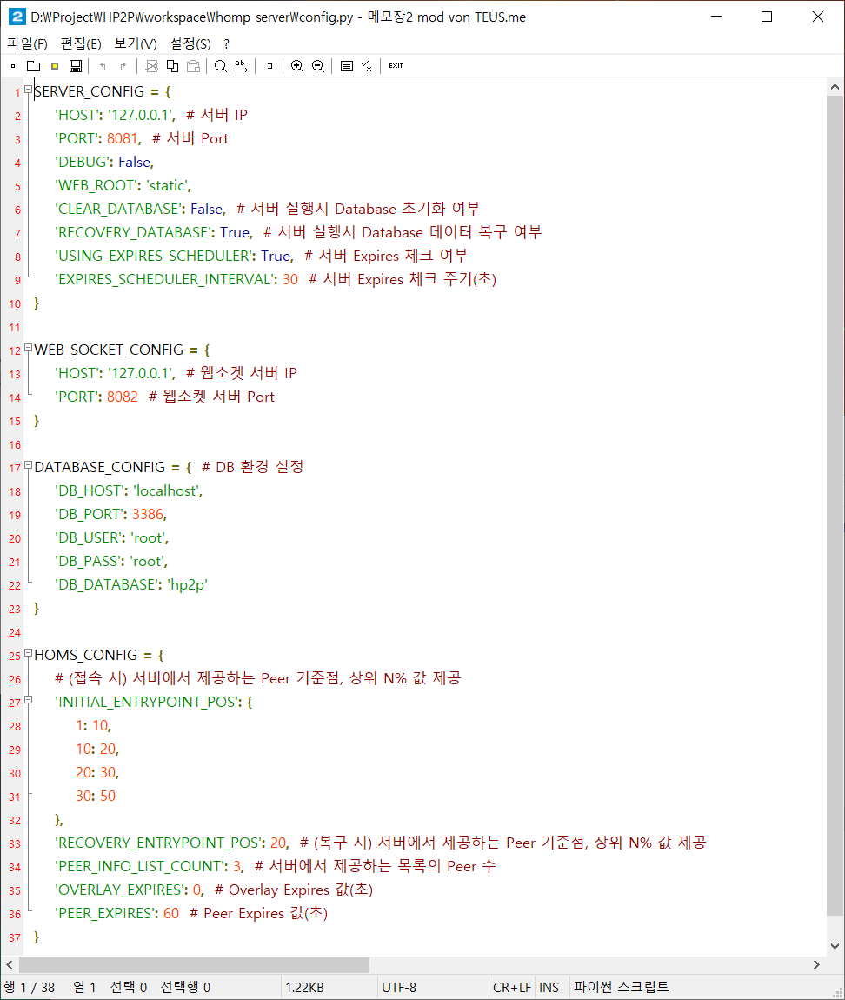 D:₩Project₩HP2P₩workspace₩homp_server₩config.py - 메모장2 mod von TEUS.me
파일(F) 편집(E) 보기(V) 설정(S) ?
EXIT
1 SERVER_CONFIG = {
2 'HOST': '127.0.0.1', # 서버 IP
3 'PORT': 8081, # 서버 Port
4 'DEBUG': False,
5 'WEB_ROOT': 'static',
6 'CLEAR_DATABASE': False, # 서버 실행시 Database 초기화 여부
7 'RECOVERY_DATABASE': True, # 서버 실행시 Database 데이터 복구 여부
8 'USING_EXPIRES_SCHEDULER': True, # 서버 Expires 체크 여부
9 'EXPIRES_SCHEDULER_INTERVAL': 30 # 서버 Expires 체크 주기(초)
10 }
11
12 WEB_SOCKET_CONFIG = {
13 'HOST': '127.0.0.1', # 웹소켓 서버 IP
14 'PORT': 8082 # 웹소켓 서버 Port
15 }
16
17 DATABASE_CONFIG = { # DB 환경 설정
18 'DB_HOST': 'localhost',
19 'DB_PORT': 3386,
20 'DB_USER': 'root',
21 'DB_PASS': 'root',
22 'DB_DATABASE': 'hp2p'
23 }
24
25 HOMS_CONFIG = {
26 # (접속 시) 서버에서 제공하는 Peer 기준점, 상위 N% 값 제공
27 'INITIAL_ENTRYPOINT_POS': {
28 1: 10,
29 10: 20,
30 20: 30,
31 30: 50
32 },
33 'RECOVERY_ENTRYPOINT_POS': 20, # (복구 시) 서버에서 제공하는 Peer 기준점, 상위 N% 값 제공
34 'PEER_INFO_LIST_COUNT': 3, # 서버에서 제공하는 목록의 Peer 수
35 'OVERLAY_EXPIRES': 0, # Overlay Expires 값(초)
36 'PEER_EXPIRES': 60 # Peer Expires 값(초)
37 }
행 1 / 38 열 1 선택 0 선택행 0 1.22KB UTF-8 CR+LF INS 파이썬 스크립트